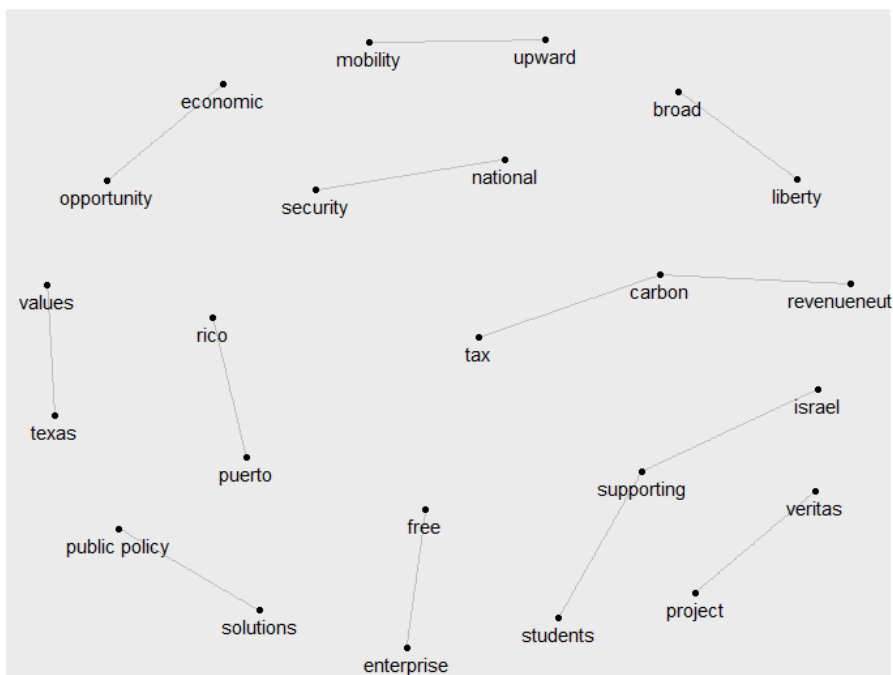 mobility
upward
economic
broad
national
opportunity
security
liberty
carbon
revenueneut
values
rico
tax
israel
texas
puerto
supporting
veritas
free
public policy
project
solutions
students
enterprise